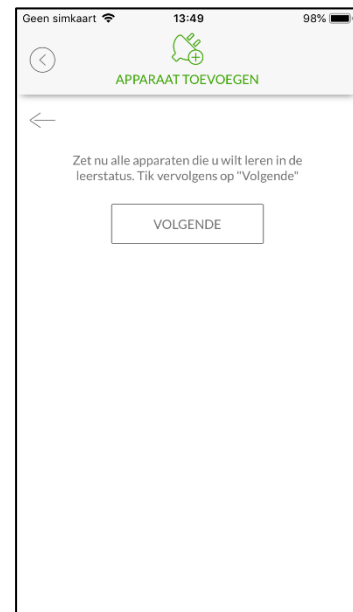 Geen simkaart 13:49 98%
APPARAAT TOEVOEGEN
Zet nu alle apparaten die u wilt leren in de
leerstatus. Tik vervolgens op "Volgende"
VOLGENDE